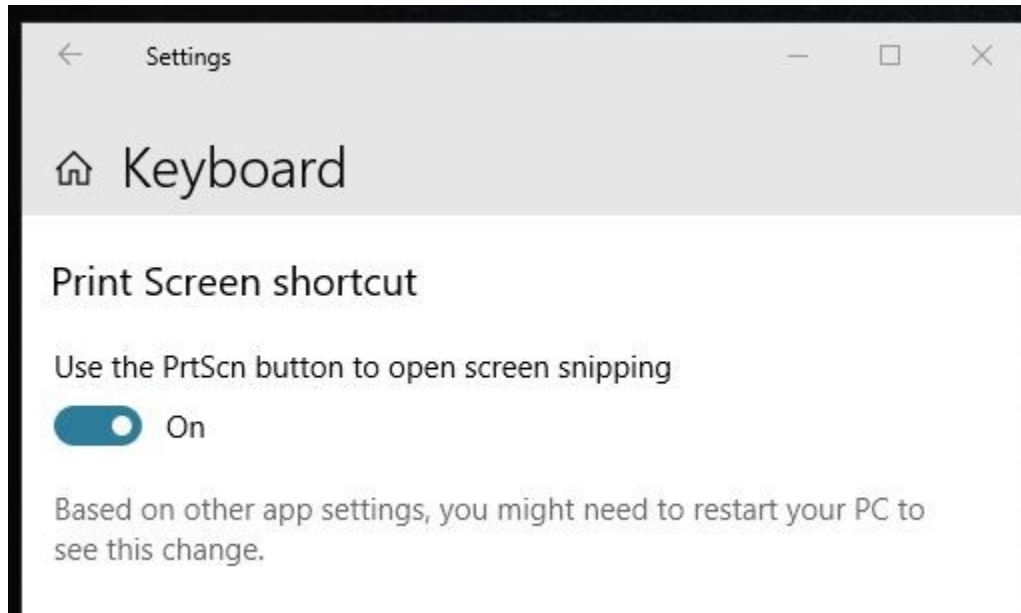 Settings
Keyboard
Print Screen shortcut
Use the PrtScn button to open screen snipping
On
Based on other app settings, you might need to restart your PC to
see this change.